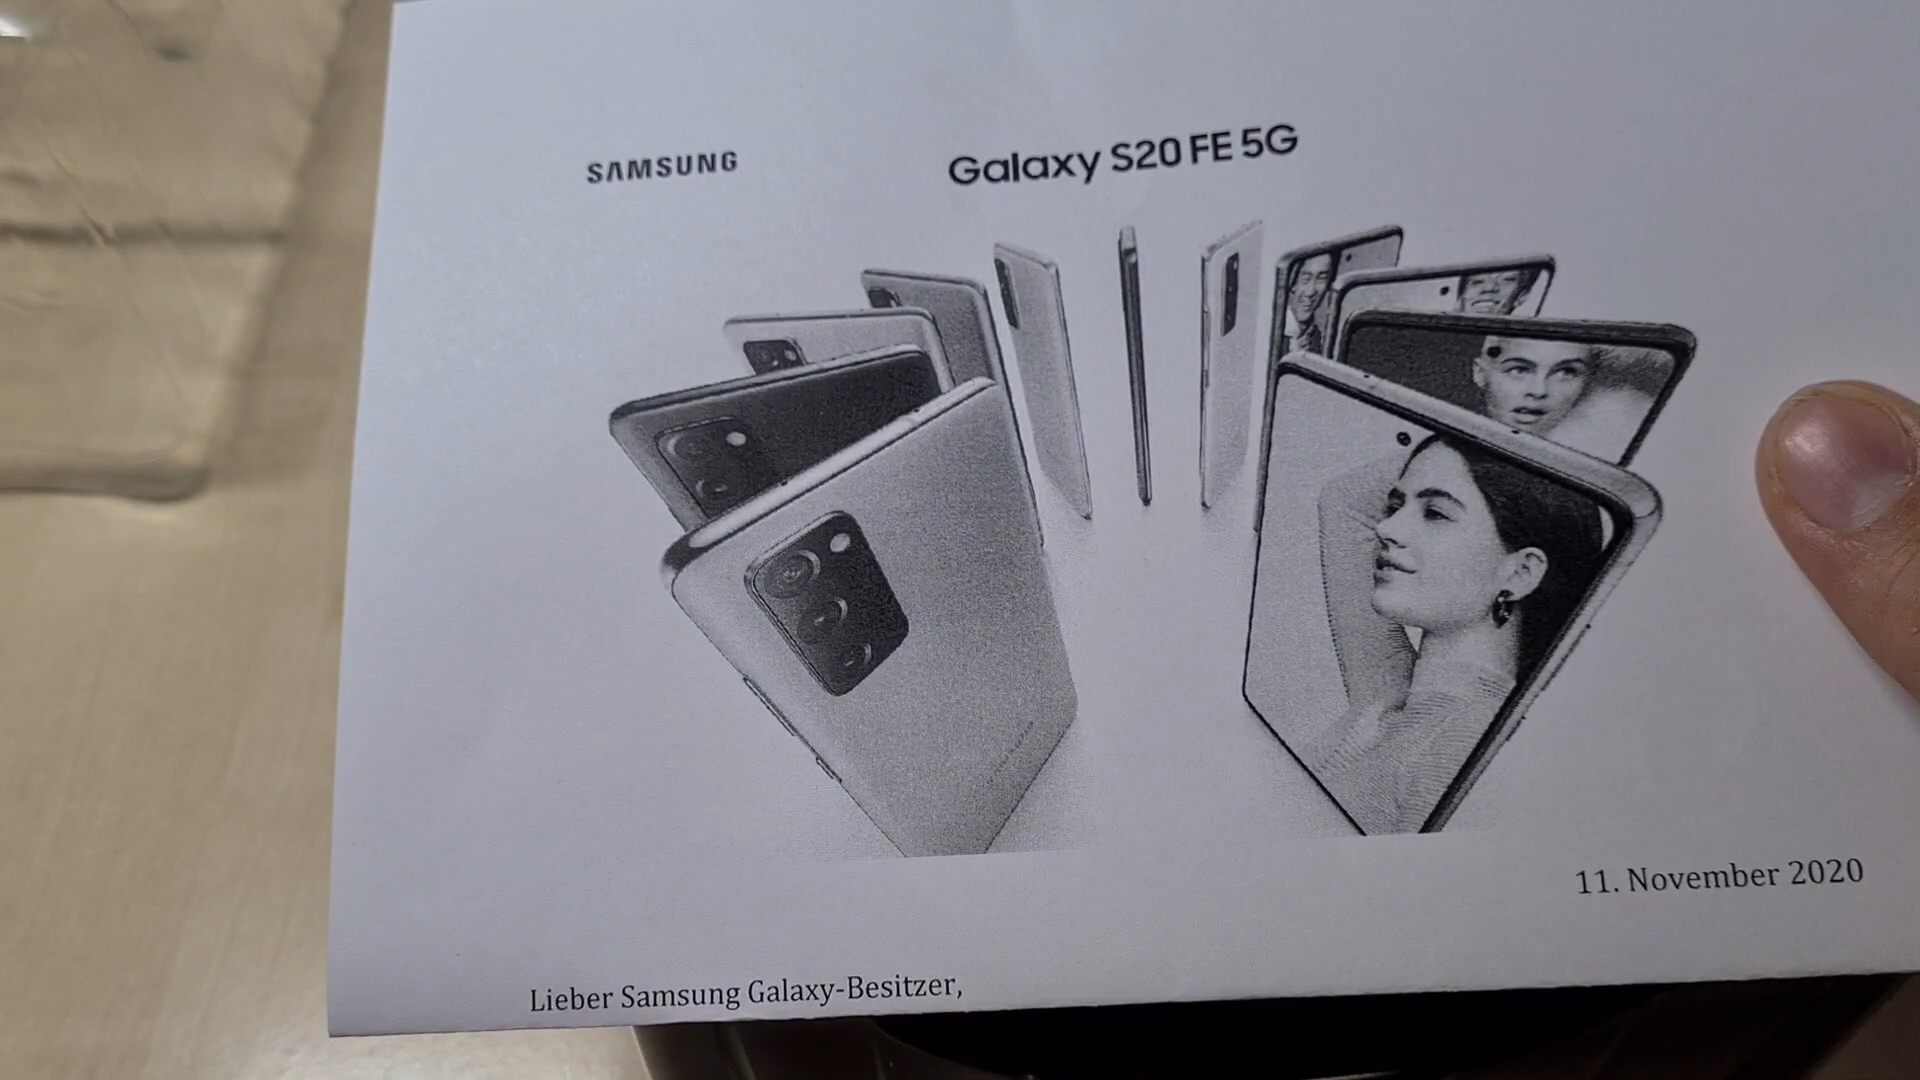 SAMSUNG
Galaxy S20 FE 5G
11. November 2020
Lieber Samsung Galaxy-Besitzer,